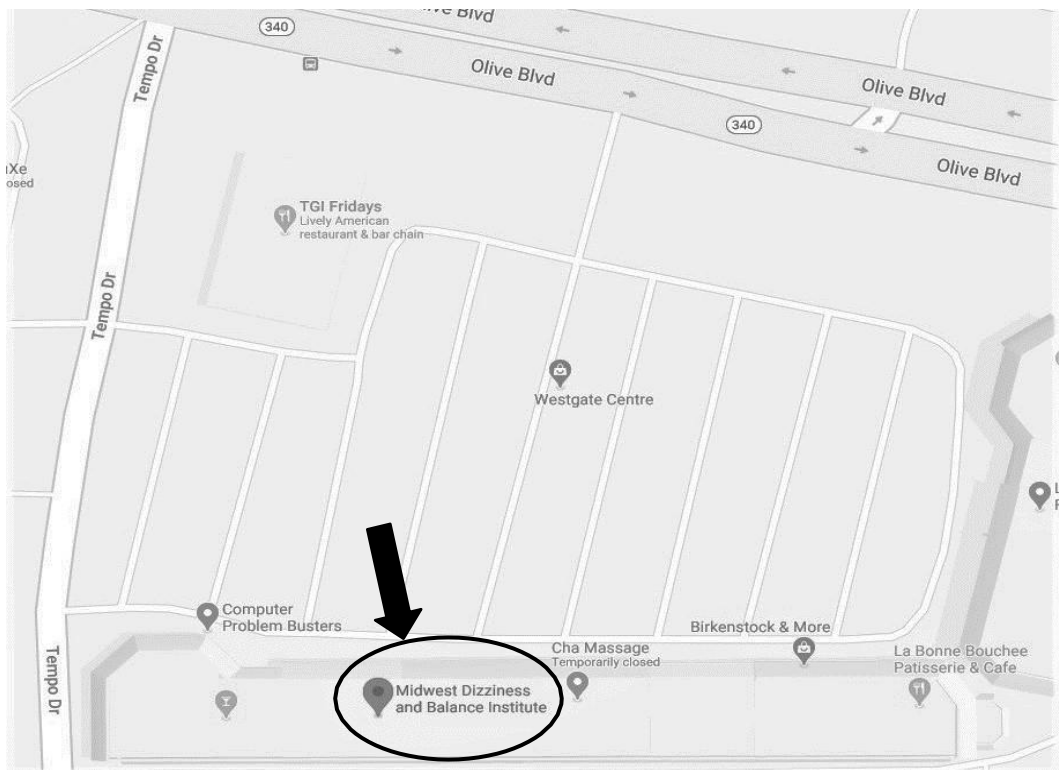 340
Olive Blvd
Tempo Dr
Olive Blvd
Olive Blvd
340
Olive Blvd
osed
TGI Fridays
Lively American
restaurant & bar chain
Tempo Dr
Westgate Centre
Computer
Problem Busters
Birkenstock & More
Cha Massage
Temporarily closed
La Bonne Bouchee
Patisserie & Cafe
Tempo Dr
Midwest Dizziness
and Balance Institute